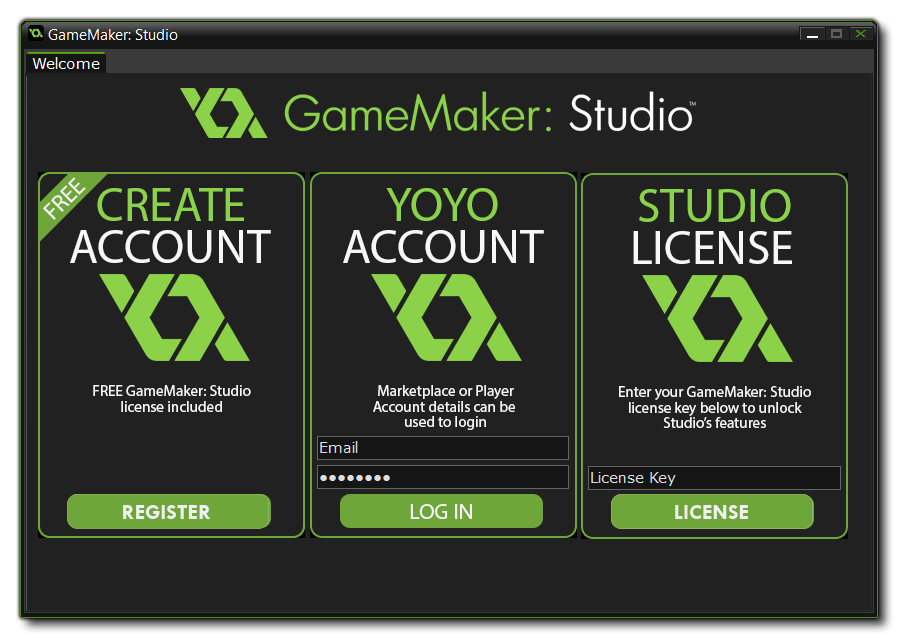 GameMaker: Studio
Welcome
GameMaker: Studio™
FREE
CREATE
ACCOUNT
FREE GameMaker: Studio
license included
REGISTER
YOYO
ACCOUNT
Marketplace or Player
Account details can be
used to login
Email
••••••••
LOG IN
STUDIO
LICENSE
Enter your GameMaker: Studio
license key below to unlock
Studio's features
License Key
LICENSE